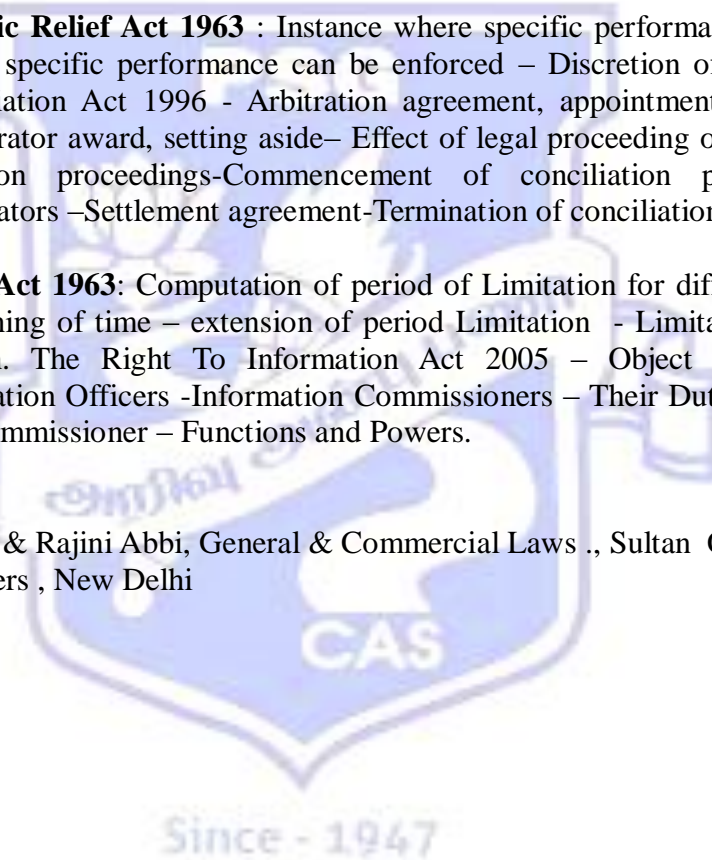 ic Relief Act 1963 : Instance where specific performa
specific performance can be enforced – Discretion of
iation Act 1996 - Arbitration agreement, appointment
rator award, setting aside– Effect of legal proceeding o
on proceedings-Commencement of conciliation p
ators –Settlement agreement-Termination of conciliation
Act 1963: Computation of period of Limitation for diff
ning of time – extension of period Limitation - Limita
. The Right To Information Act 2005 – Object
ation Officers -Information Commissioners – Their Dut
mmissioner – Functions and Powers.
& Rajini Abbi, General & Commercial Laws ., Sultan
ers , New Delhi
CAS
Since - 1947